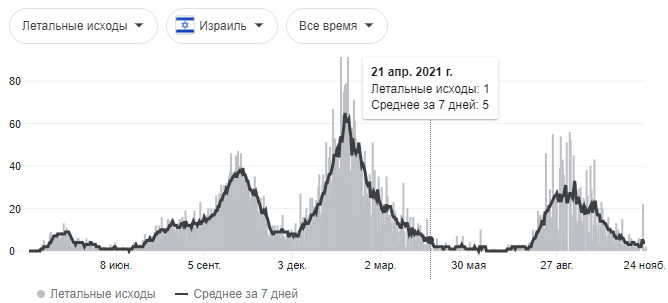 Летальные исходы
Израиль
Все время
21 апр. 2021 г.
Летальные исходы: 1
Среднее за 7 дней: 5
80
60
40
20
0
8 июн.
5 сент.
3 дек.
2 мар.
30 мая
27 авг.
24 нояб.
Летальные исходы
Среднее за 7 дней